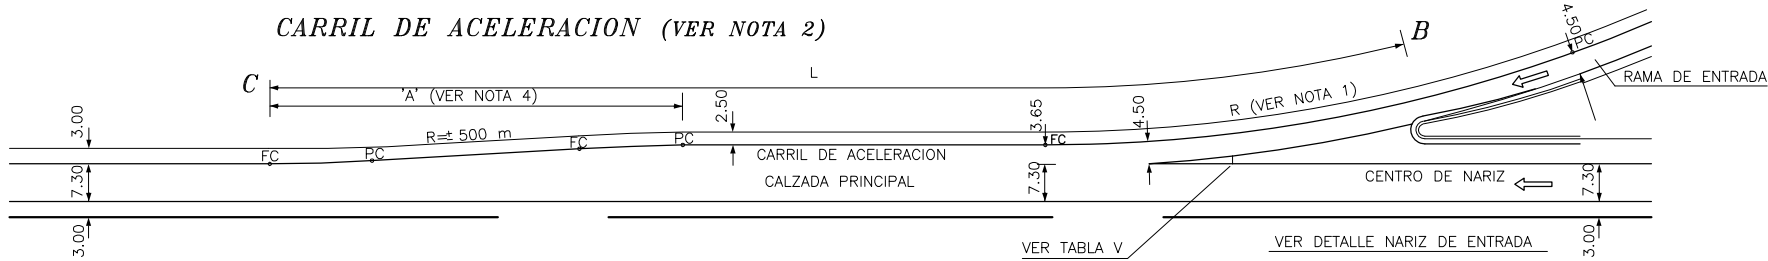 CARRIL DE ACELERACION (VER NOTA 2)
4.50
PC
B
C
L
RAMA DE ENTRADA
'A' (VER NOTA 4)
R (VER NOTA 1)
3.00
2.50
3.65
4.50
R=± 500 m
FC
PC
FC
PC
FC
CARRIL DE ACELERACION
7.30
CALZADA PRINCIPAL
7.30
CENTRO DE NARIZ
7.30
3.00
VER TABLA V
VER DETALLE NARIZ DE ENTRADA
3.00